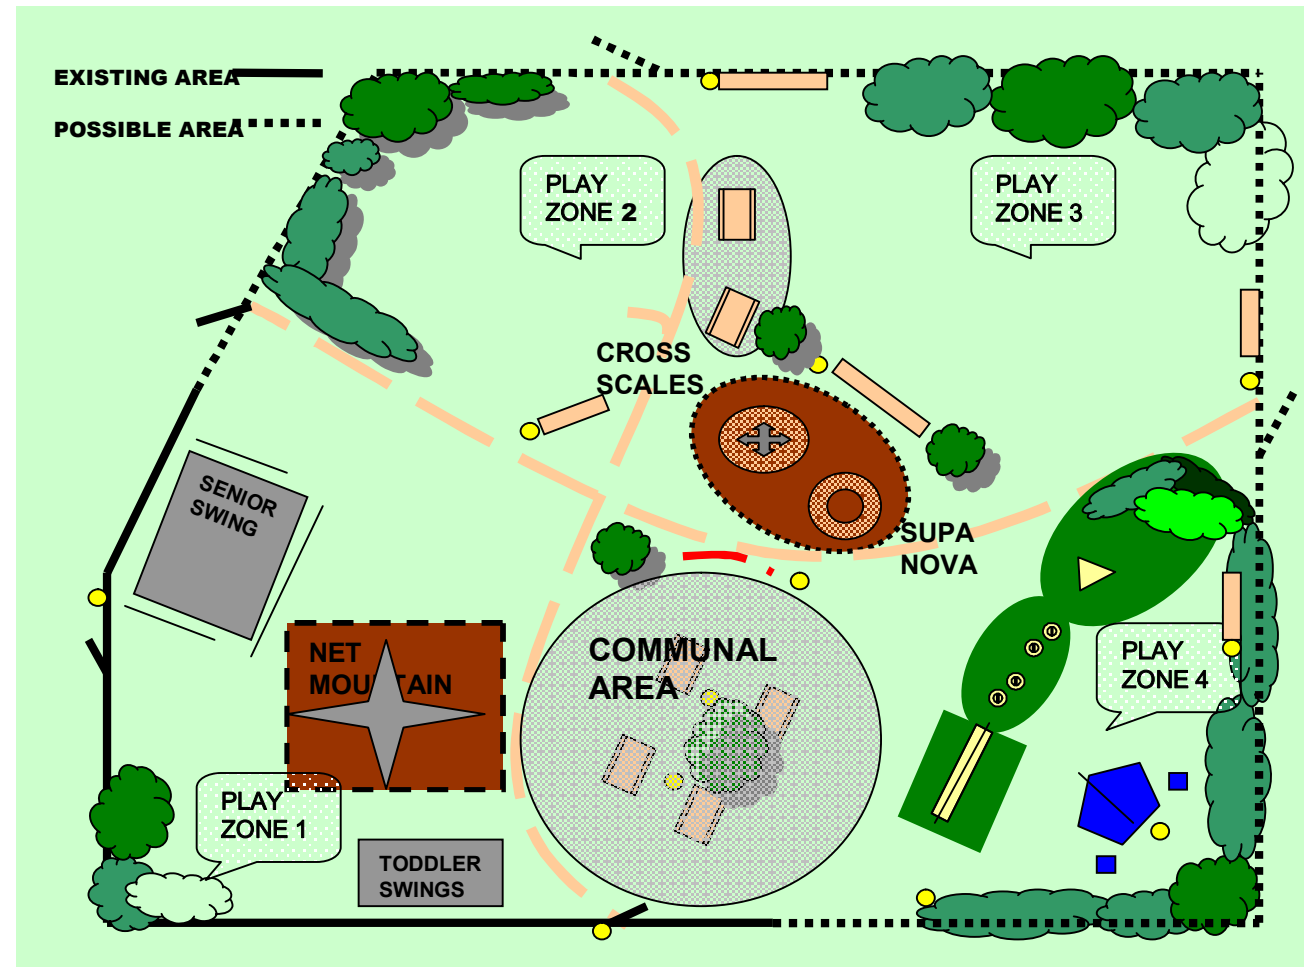 EXISTING AREA
POSSIBLE AREA
PLAY
ZONE 2
PLAY
ZONE 3
CROSS
SCALES
SENIOR
SWING
SUPA
NOVA
NET
MOUNTAIN
COMMUNAL
AREA
PLAY
ZONE 4
PLAY
ZONE 1
TODDLER
SWINGS